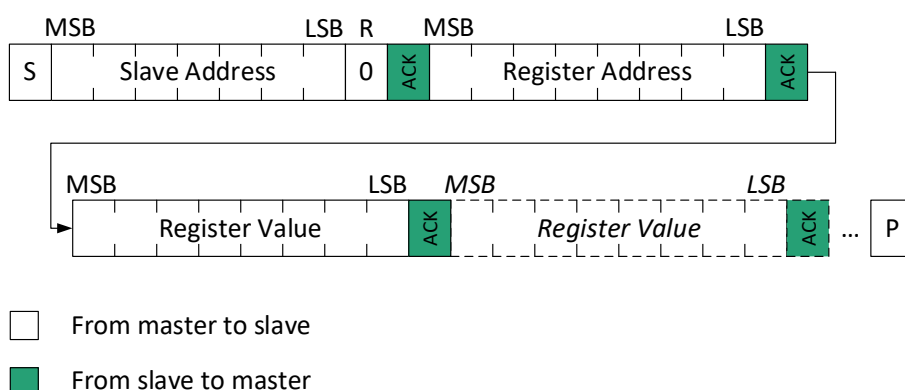 MSB LSB R MSB LSB
S Slave Address 0 ACK Register Address ACK
MSB LSB MSB LSB
Register Value ACK Register Value ACK ... P
From master to slave
From slave to master